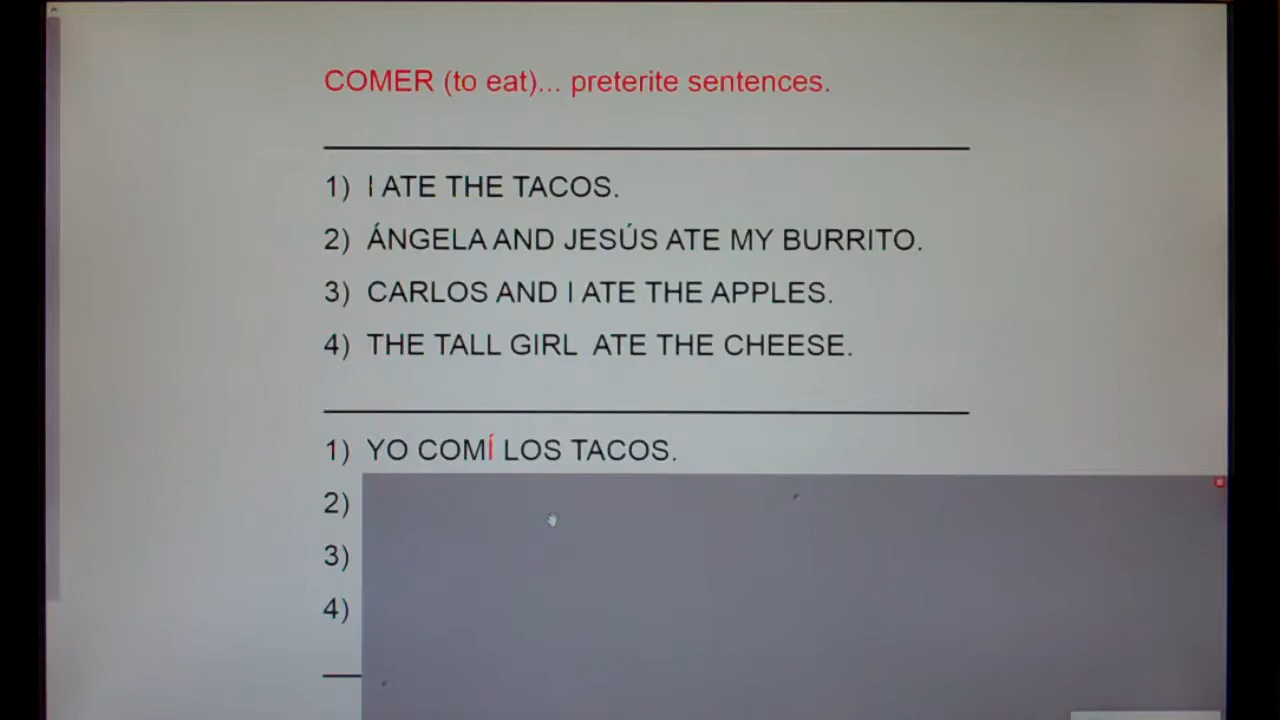 COMER (to eat)... preterite sentences.
1) I ATE THE TACOS.
2) ÁNGELA AND JESÚS ATE MY BURRITO.
3) CARLOS AND I ATE THE APPLES.
4) THE TALL GIRL ATE THE CHEESE.
1) YO COMÍ LOS TACOS.
2)
3)
4)